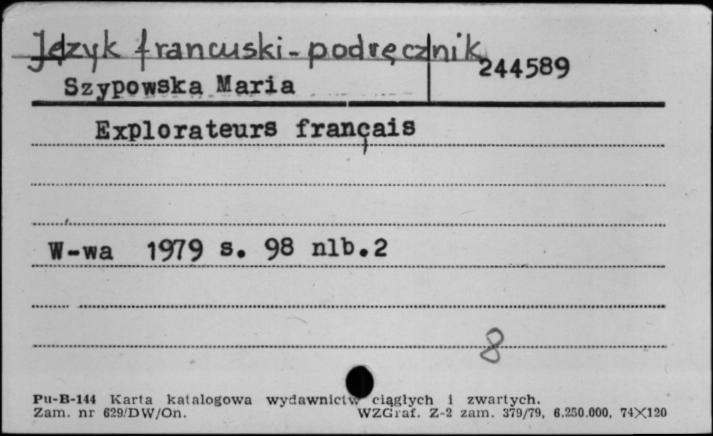 Język francuski - podręcznik
244589
Szypowska Maria
Explorateurs français
W-wa 1979 s. 98 nlb.2
8
Pu-B-144 Karta katalogowa wydawnictw ciągłych i zwartych.
Zam. nr 629/DW/On. WZGraf. Z-2 zam. 379/79, 6.250.000, 74×120